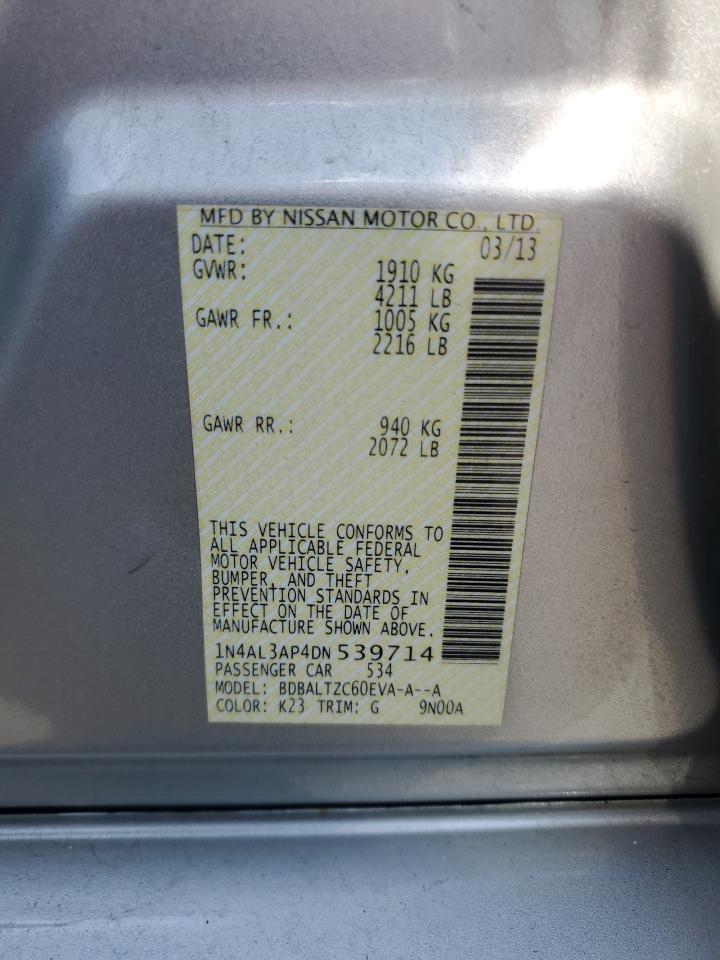 MFD BY NISSAN MOTOR CO., LTD.
DATE: 03/13
GVWR: 1910 KG
4211 LB
GAWR FR.: 1005 KG
2216 LB
GAWR RR.: 940 KG
2072 LB
THIS VEHICLE CONFORMS TO
ALL APPLICABLE FEDERAL
MOTOR VEHICLE SAFETY,
BUMPER, AND THEFT
PREVENTION STANDARDS IN
EFFECT ON THE DATE OF
MANUFACTURE SHOWN ABOVE.
1N4AL3AP4DN 539714
PASSENGER CAR 534
MODEL: BDBALTZC60EVA-A--A
COLOR: K23 TRIM: G 9N00A